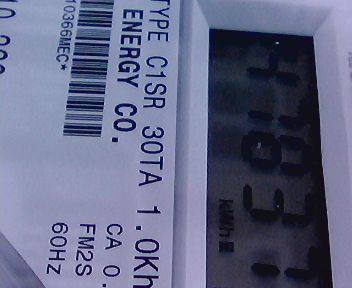 kWh
TYPE C1SR 30TA 1.0Kh
ENERGY CO.
CA 0.
FM2S
10366MEC*
60HZ